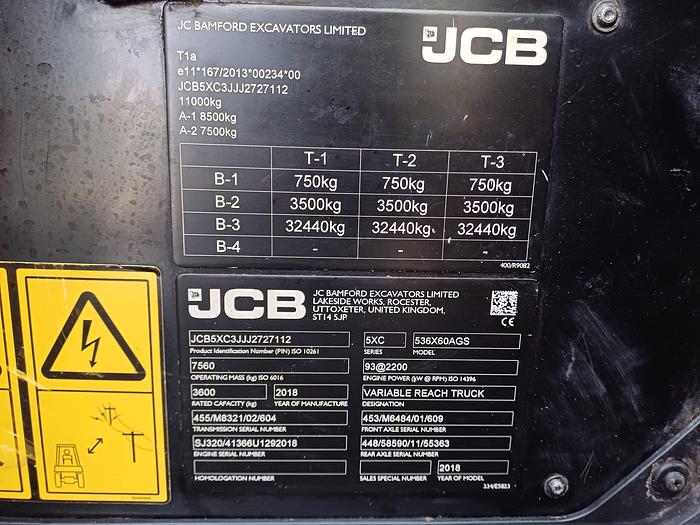 JC BAMFORD EXCAVATORS LIMITED
JCB
T1a
e11*167/2013*00234*00
JCB5XC3JJJ2727112
11000kg
A-1 8500kg
A-2 7500kg
T-1 T-2 T-3
B-1 750kg 750kg 750kg
B-2 3500kg 3500kg 3500kg
B-3 32440kg 32440kg 32440kg
B-4 - - -
400/R9082
JCB
JC BAMFORD EXCAVATORS LIMITED
LAKESIDE WORKS, ROCESTER,
UTTOXETER, UNITED KINGDOM,
ST14 5JP
CE
JCB5XC3JJJ2727112 5XC 536X60AGS
Product Identification Number (PIN) ISO 10261 SERIES MODEL
7560 93@2200
OPERATING MASS (kg) ISO 6016 ENGINE POWER (kW @ RPM) ISO 14396
3600 2018 VARIABLE REACH TRUCK
RATED CAPACITY (kg) YEAR OF MANUFACTURE DESIGNATION
455/M8321/02/604 453/M6484/01/609
TRANSMISSION SERIAL NUMBER FRONT AXLE SERIAL NUMBER
SJ320/41366U1292018 448/58590/11/55363
ENGINE SERIAL NUMBER REAR AXLE SERIAL NUMBER
2018
HOMOLOGATION NUMBER SALES SPECIAL NUMBER YEAR OF MODEL
334/E5823